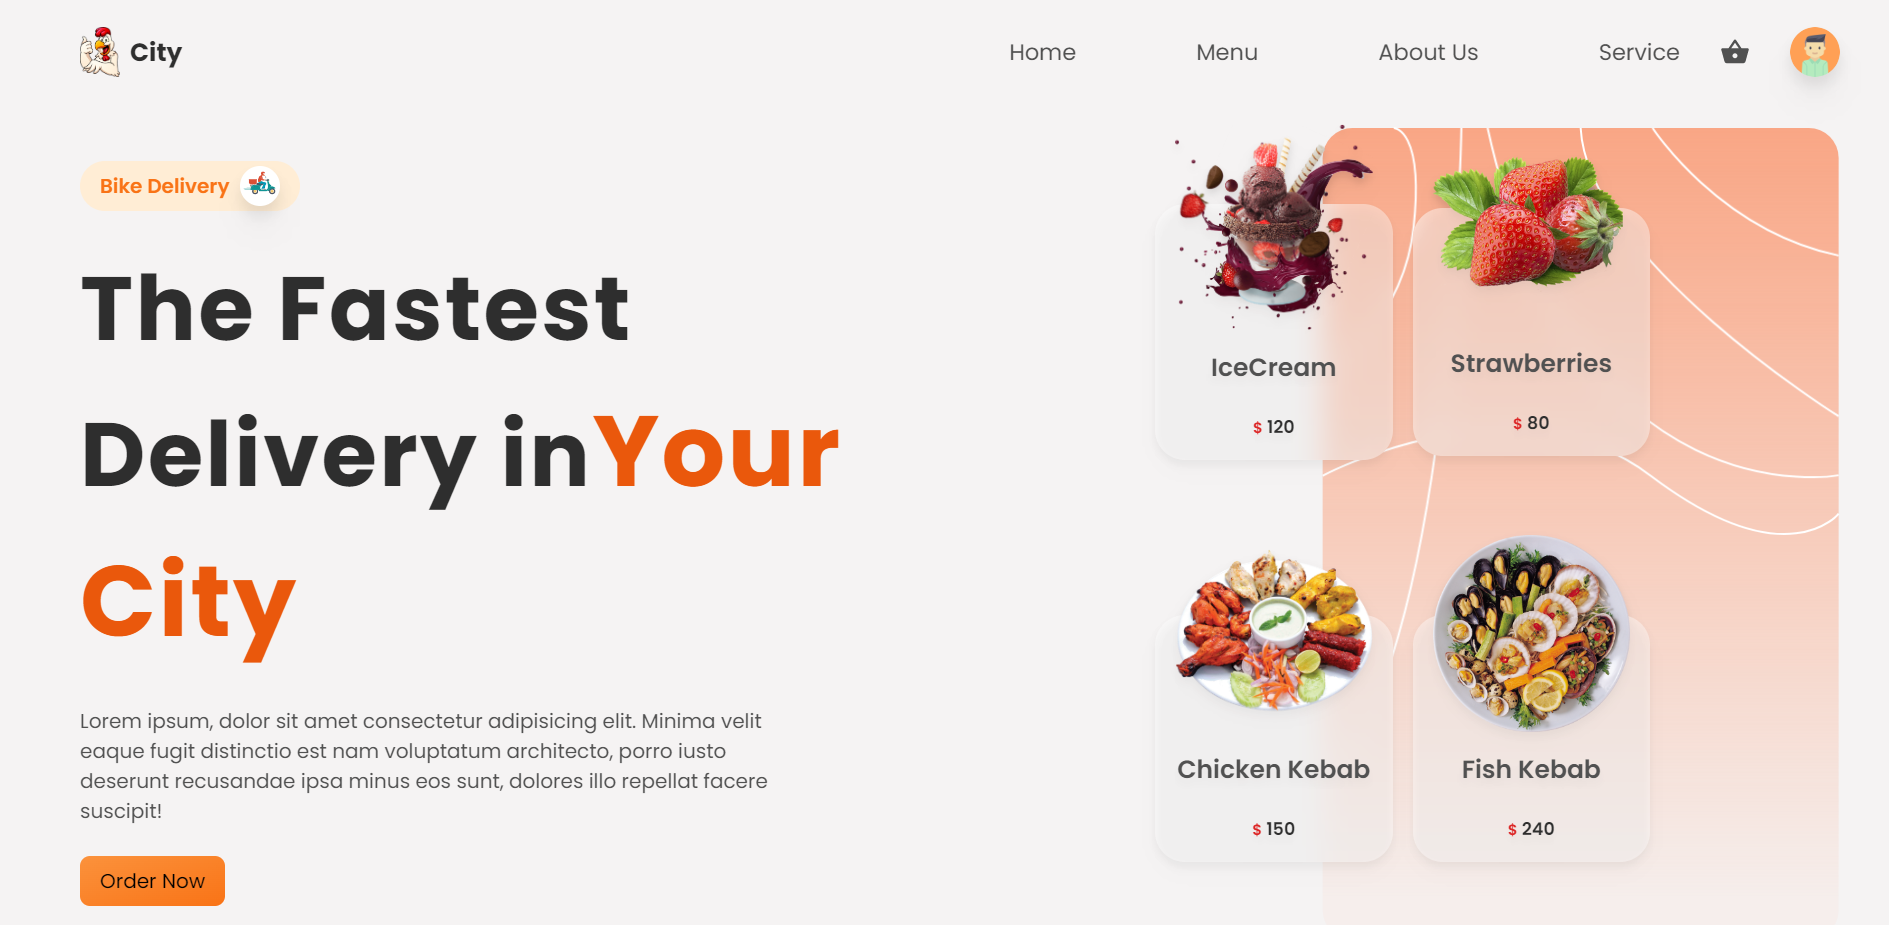 City
Home
Menu
About Us
Service
Bike Delivery
The Fastest
Delivery in Your
City
Lorem ipsum, dolor sit amet consectetur adipisicing elit. Minima velit
eaque fugit distinctio est nam voluptatum architecto, porro iusto
deserunt recusandae ipsa minus eos sunt, dolores illo repellat facere
suscipit!
Order Now
IceCream
$ 120
Strawberries
$ 80
Chicken Kebab
$ 150
Fish Kebab
$ 240